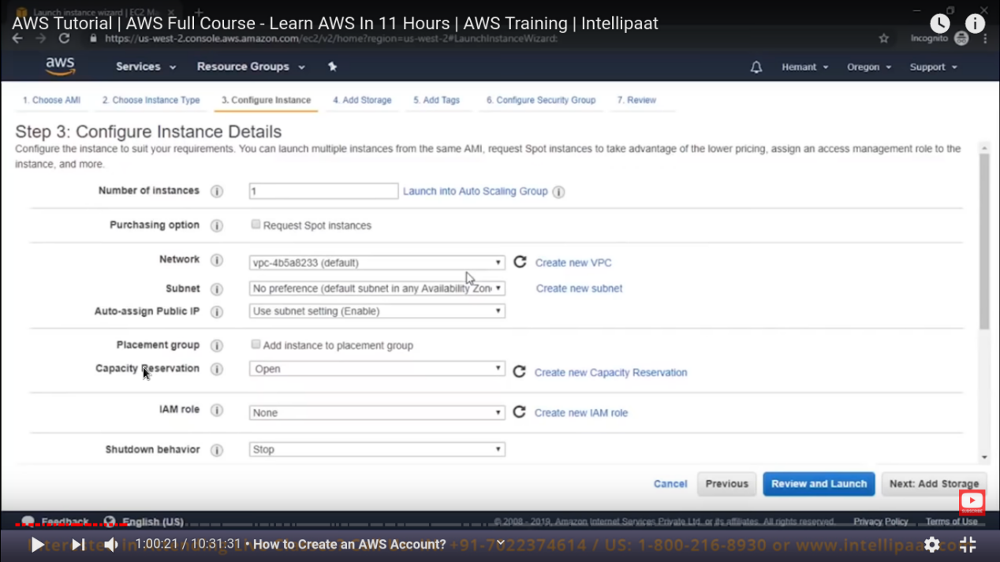 Launch instance wizard | EC2 M
AWS Tutorial | AWS Full Course - Learn AWS In 11 Hours | AWS Training | Intellipaat
https://us-west-2.console.aws.amazon.com/ec2/v2/home?region=us-west-2#LaunchInstanceWizard:
Incognito
aws Services Resource Groups Hemant Oregon Support
1. Choose AMI 2. Choose Instance Type 3. Configure Instance 4. Add Storage 5. Add Tags 6. Configure Security Group 7. Review
Step 3: Configure Instance Details
Configure the instance to suit your requirements. You can launch multiple instances from the same AMI, request Spot instances to take advantage of the lower pricing, assign an access management role to the
instance, and more.
Number of instances 1 Launch into Auto Scaling Group
Purchasing option Request Spot instances
Network vpc-4b5a8233 (default) Create new VPC
Subnet No preference (default subnet in any Availability Zon Create new subnet
Auto-assign Public IP Use subnet setting (Enable)
Placement group Add instance to placement group
Capacity Reservation Open Create new Capacity Reservation
IAM role None Create new IAM role
Shutdown behavior Stop
Cancel Previous Review and Launch Next: Add Storage
SUBSCRIBE
Feedback English (US) © 2008 - 2019, Amazon Internet Services Private Ltd. or its affiliates. All rights reserved. Privacy Policy Terms of Use
1:00:21 / 10:31:31 • How to Create an AWS Account? +91-7022374614 / US: 1-800-216-8930 or www.intellipaat